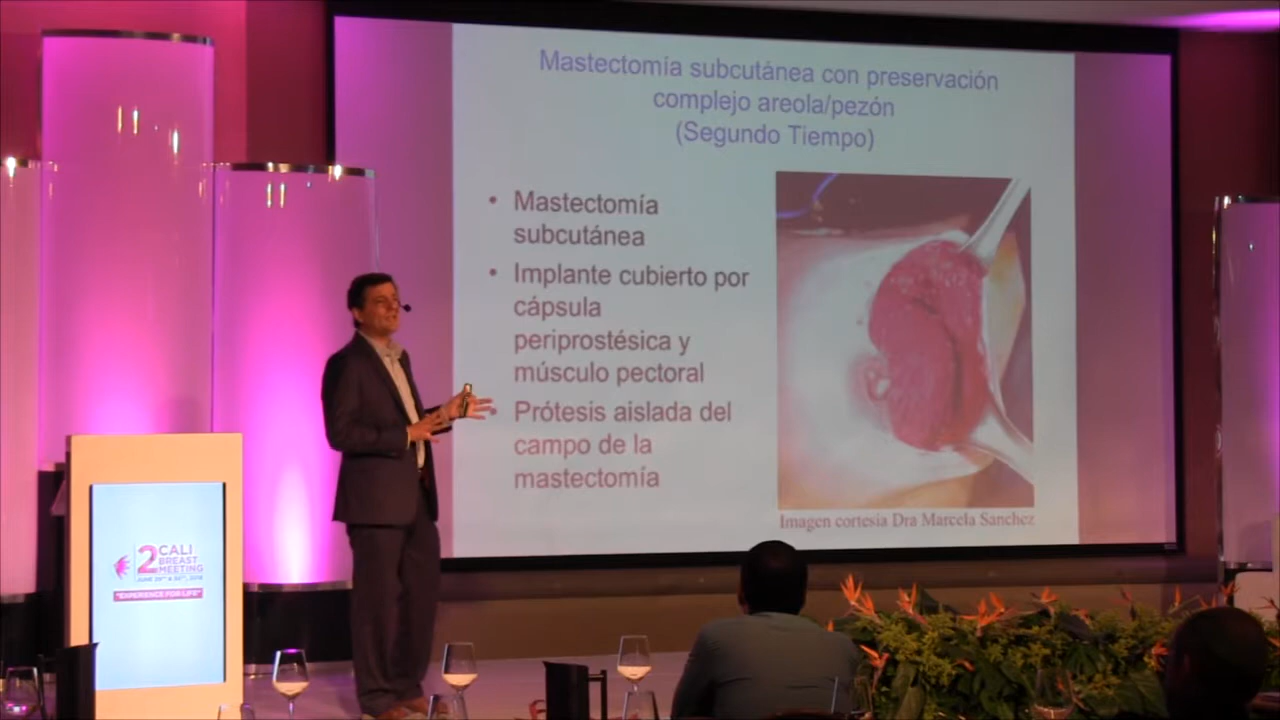 Mastectomía subcutánea con preservación
complejo areola/pezón
(Segundo Tiempo)
• Mastectomía
subcutánea
• Implante cubierto por
cápsula
periprostésica y
músculo pectoral
• Prótesis aislada del
campo de la
mastectomía
Imagen cortesia Dra Marcela Sanchez
2 CALI
BREAST
MEETING
"EXPERIENCE FOR LIFE"